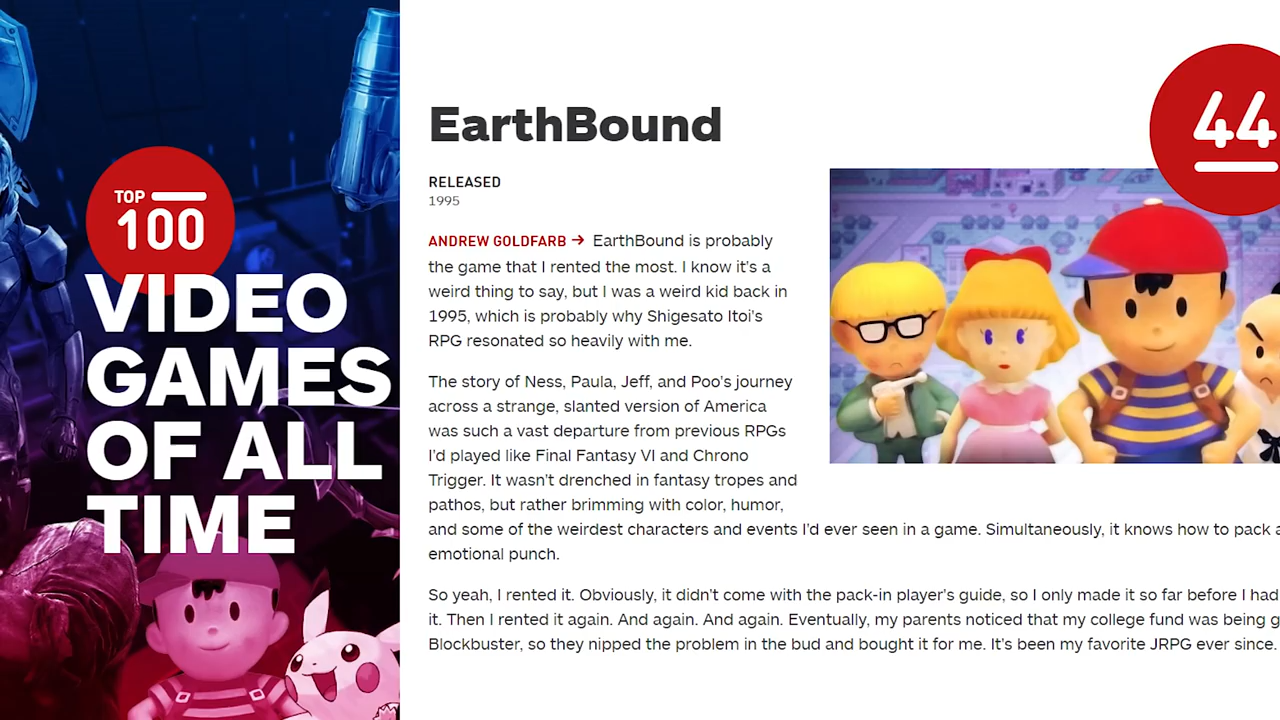 TOP
100
VIDEO
GAMES
OF ALL
TIME
44
EarthBound
RELEASED
1995
ANDREW GOLDFARB → EarthBound is probably
the game that I rented the most. I know it's a
weird thing to say, but I was a weird kid back in
1995, which is probably why Shigesato Itoi's
RPG resonated so heavily with me.
The story of Ness, Paula, Jeff, and Poo's journey
across a strange, slanted version of America
was such a vast departure from previous RPGs
I'd played like Final Fantasy VI and Chrono
Trigger. It wasn't drenched in fantasy tropes and
pathos, but rather brimming with color, humor,
and some of the weirdest characters and events I'd ever seen in a game. Simultaneously, it knows how to pack a
emotional punch.
So yeah, I rented it. Obviously, it didn't come with the pack-in player's guide, so I only made it so far before I had
it. Then I rented it again. And again. And again. Eventually, my parents noticed that my college fund was being
Blockbuster, so they nipped the problem in the bud and bought it for me. It's been my favorite JRPG ever since.